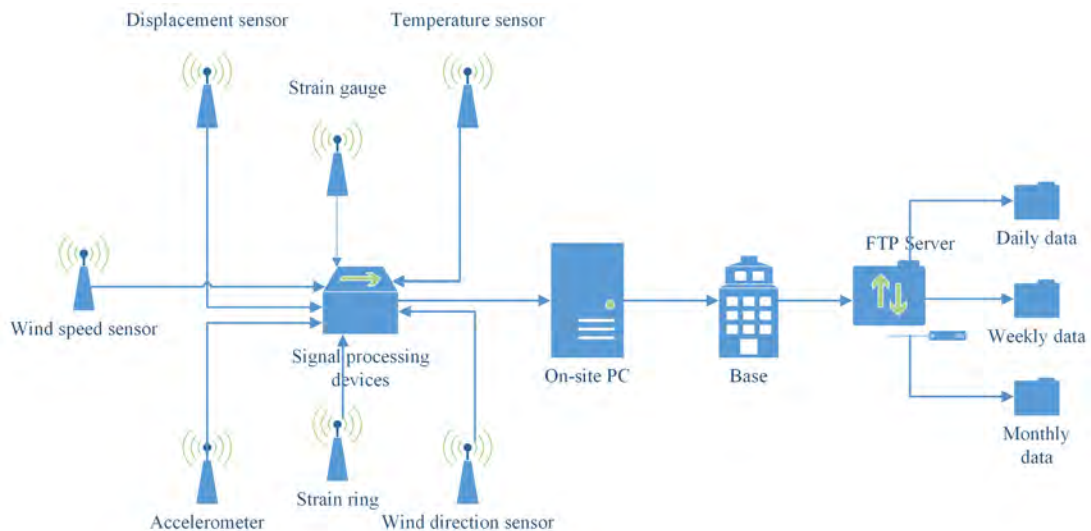 Displacement sensor
Temperature sensor
Strain gauge
FTP Server
Daily data
Wind speed sensor
Weekly data
Signal processing
devices
On-site PC
Base
Monthly
data
Strain ring
Accelerometer
Wind direction sensor